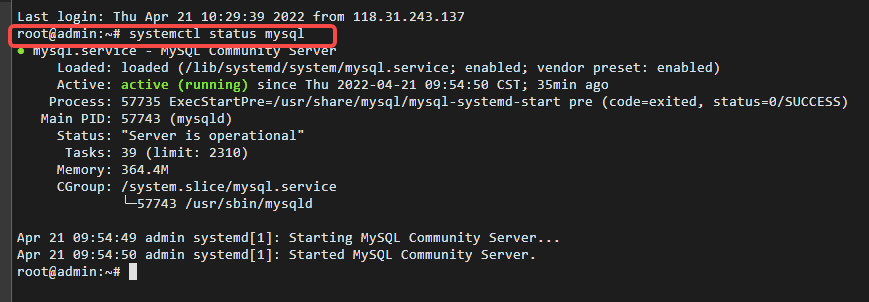 Last login: Thu Apr 21 10:29:39 2022 from 118.31.243.137
root@admin:~# systemctl status mysql
● mysql.service - MySQL Community Server
Loaded: loaded (/lib/systemd/system/mysql.service; enabled; vendor preset: enabled)
Active: active (running) since Thu 2022-04-21 09:54:50 CST; 35min ago
Process: 57735 ExecStartPre=/usr/share/mysql/mysql-systemd-start pre (code=exited, status=0/SUCCESS)
Main PID: 57743 (mysqld)
Status: "Server is operational"
Tasks: 39 (limit: 2310)
Memory: 364.4M
CGroup: /system.slice/mysql.service
└─57743 /usr/sbin/mysqld
Apr 21 09:54:49 admin systemd[1]: Starting MySQL Community Server...
Apr 21 09:54:50 admin systemd[1]: Started MySQL Community Server.
root@admin:~#